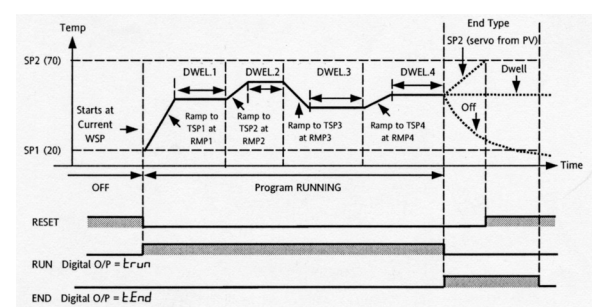 Temp
End Type
SP2 (servo from PV)
SP2 (70)
DWEL.1
DWEL.2
DWEL.3
DWEL.4
Dwell
Off
Starts at
Current
WSP
Ramp to
TSP1 at
RMP1
Ramp to
TSP2 at
RMP2
Ramp to TSP3
at RMP3
Ramp to TSP4
at RMP4
SP1 (20)
Time
OFF
Program RUNNING
RESET
RUN Digital O/P = trun
END Digital O/P = tEnd